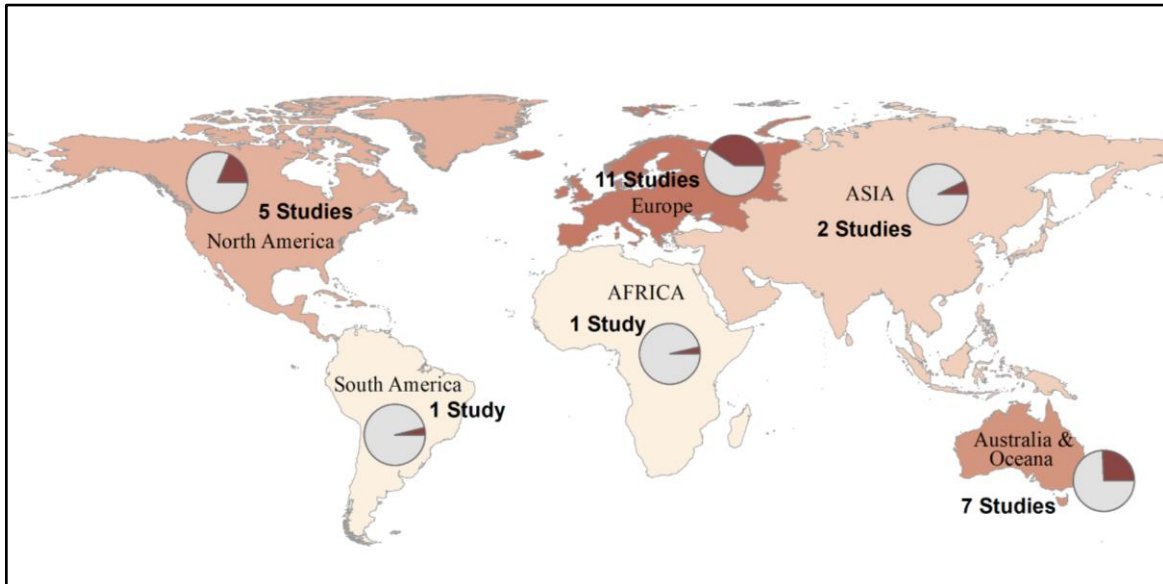 5 Studies
North America
11 Studies
Europe
ASIA
2 Studies
AFRICA
1 Study
South America
1 Study
Australia &
Oceana
7 Studies